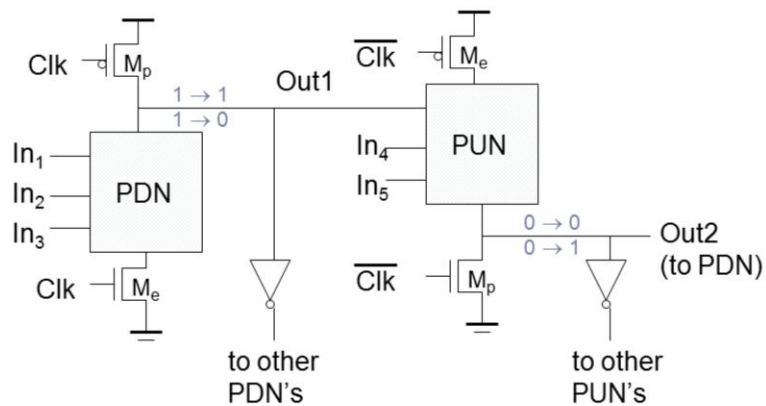 Clk
Mp
1 → 1
1 → 0
Out1
In1
In2
In3
PDN
Clk
Me
to other
PDN's
Clk
Me
In4
In5
PUN
0 → 0
0 → 1
Out2
(to PDN)
Clk
Mp
to other
PUN's